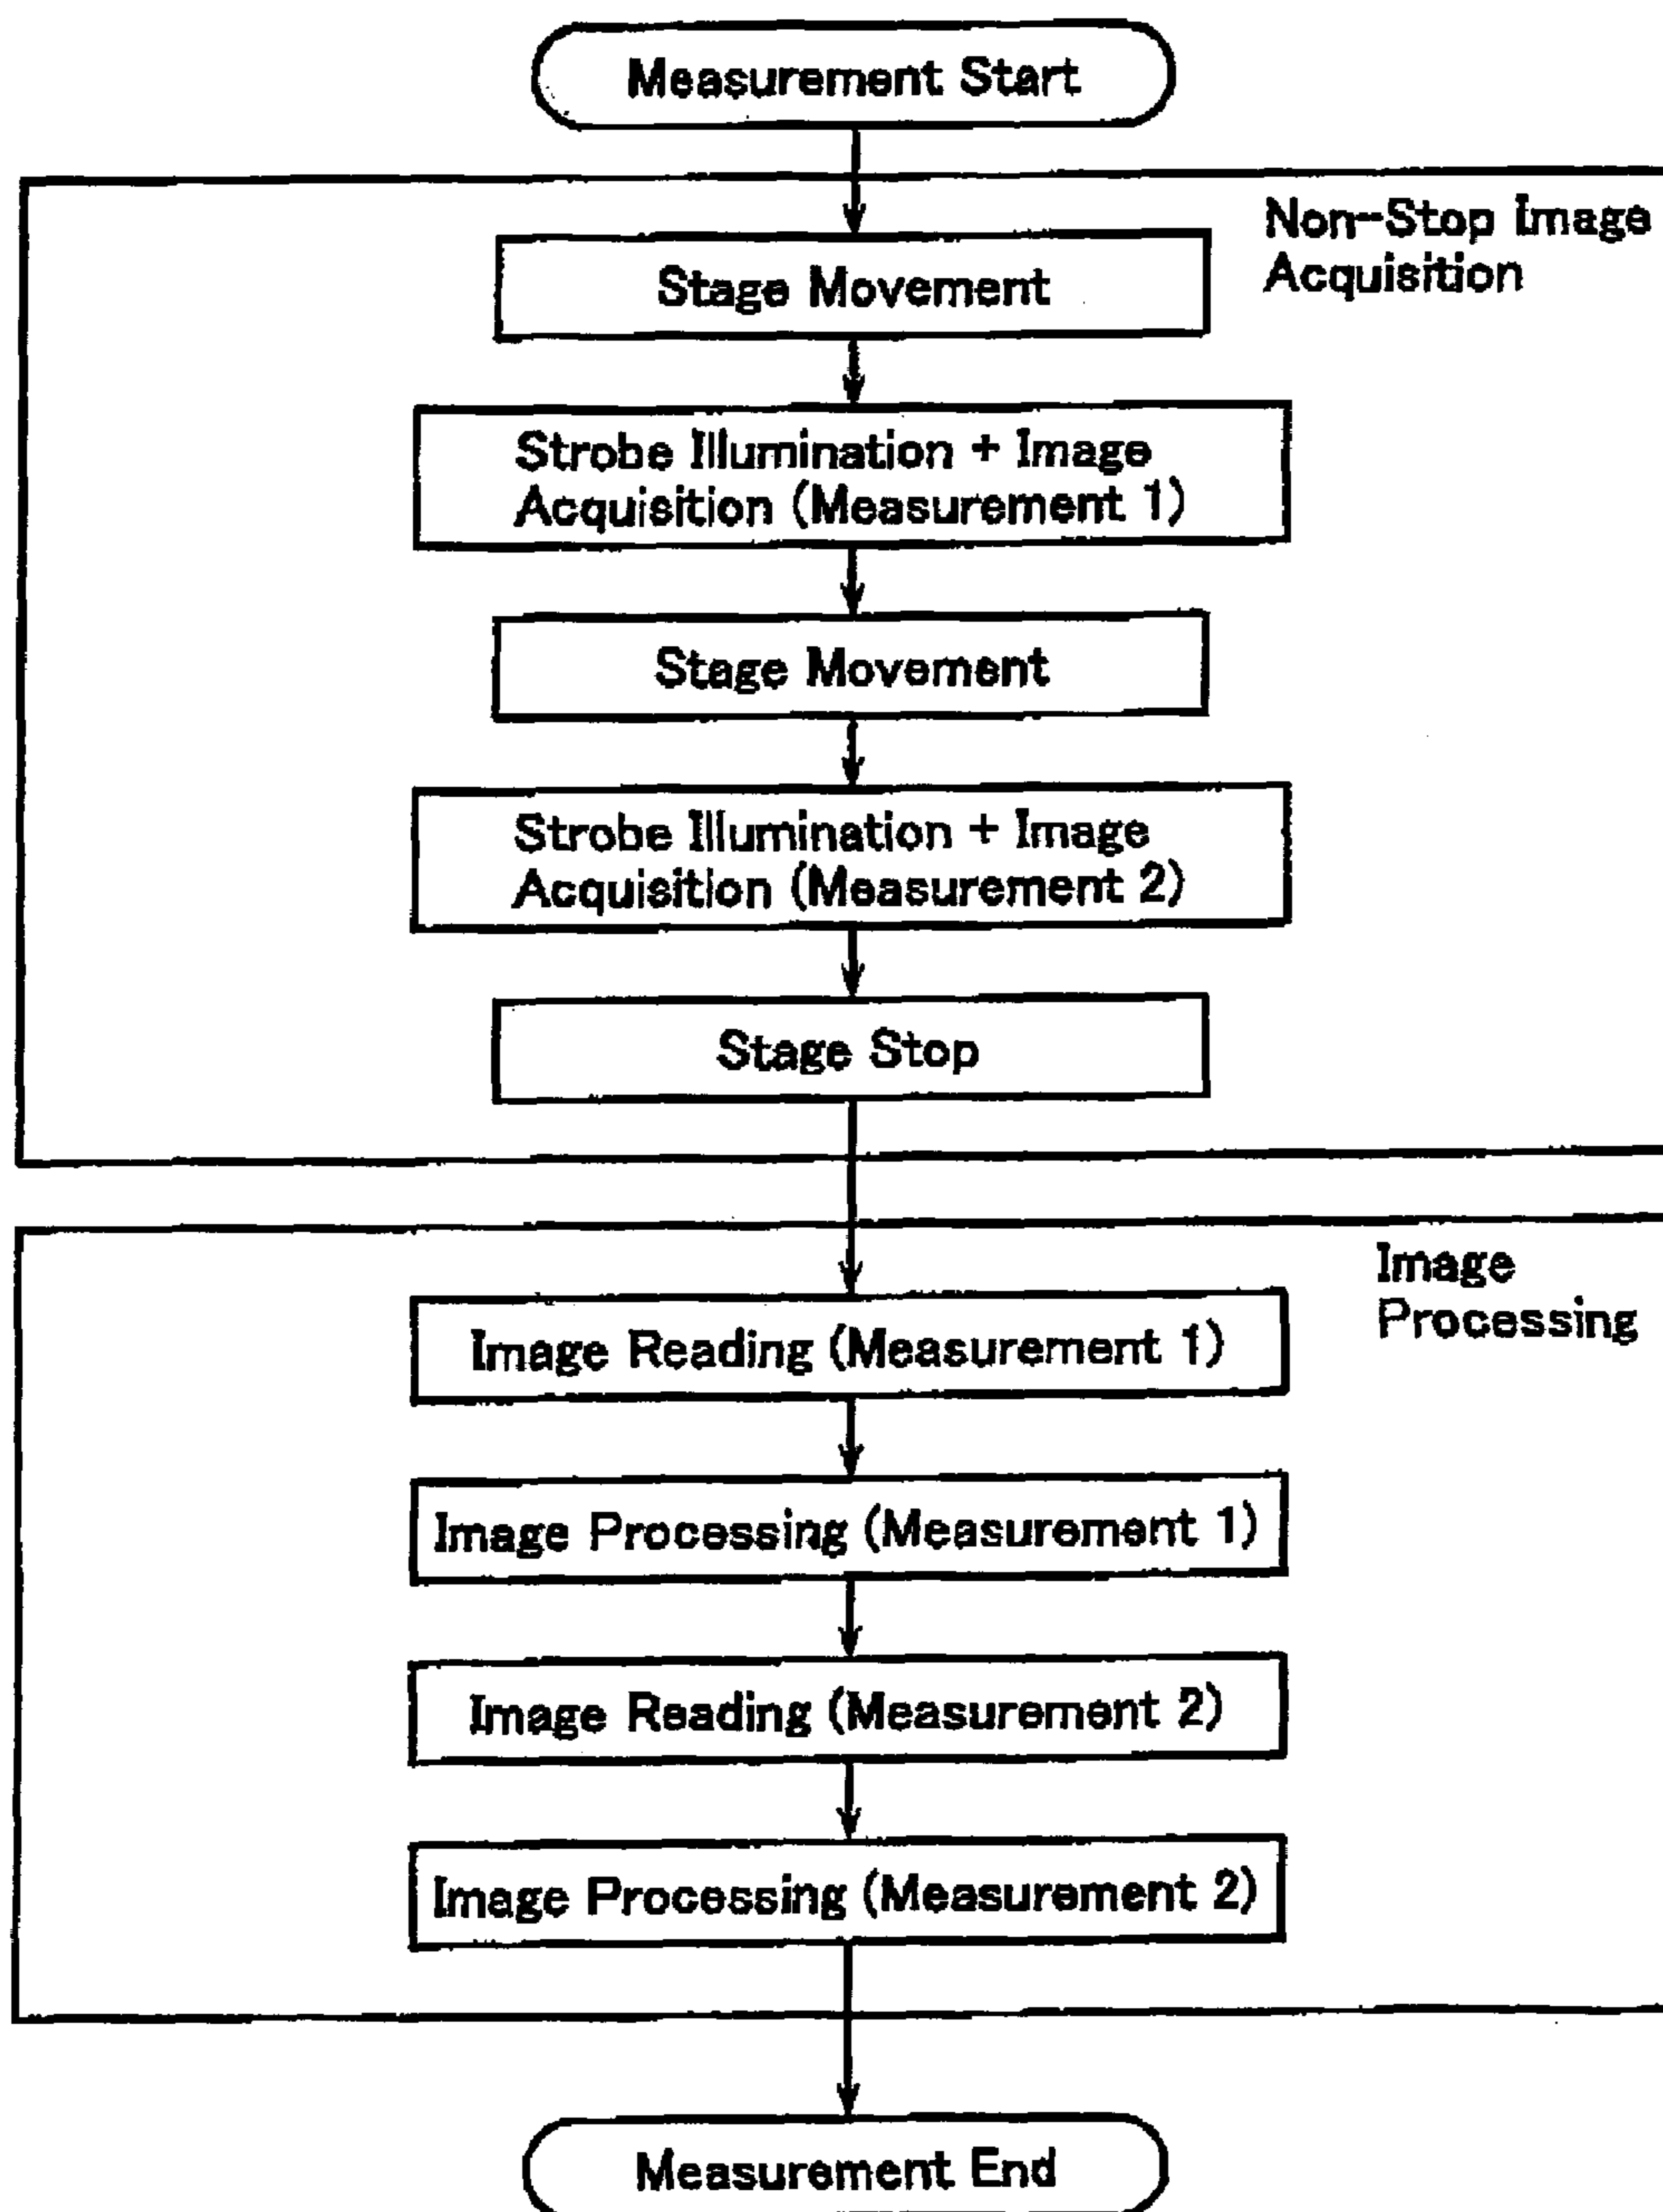 Measurement Start
Non-Stop Image
Acquisition
Stage Movement
Strobe Illumination + Image
Acquisition (Measurement 1)
Stage Movement
Strobe Illumination + Image
Acquisition (Measurement 2)
Stage Stop
Image
Processing
Image Reading (Measurement 1)
Image Processing (Measurement 1)
Image Reading (Measurement 2)
Image Processing (Measurement 2)
Measurement End